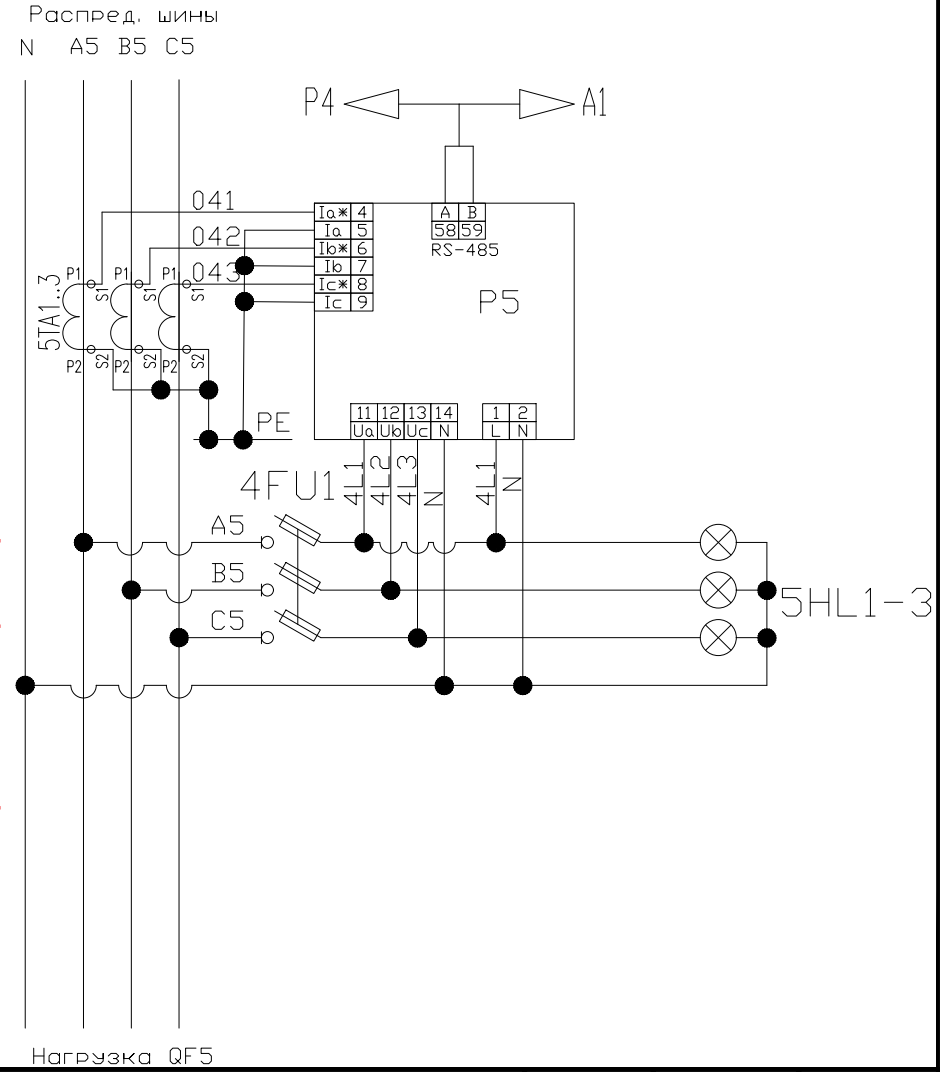 Распред. шины
N A5 B5 C5
P4 A1
041
042
043
Ia* 4
Ia 5
Ib* 6
Ib 7
Ic* 8
Ic 9
A B
58 59
RS-485
P5
5TA1..3
P1 S1 P1 S1 P1 S1
P2 S2 P2 S2 P2 S2
PE
11 12 13 14
Ua Ub Uc N
1 2
L N
4FU1
4L1 4L2 4L3 N
4L1 N
A5
B5
C5
5HL1-3
Нагрузка QF5